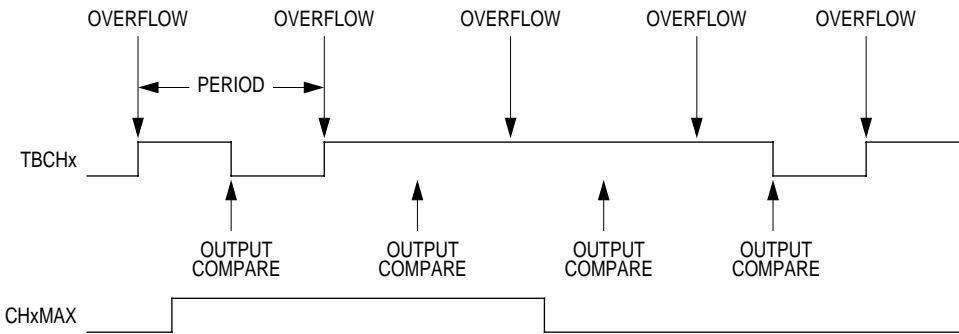 OVERFLOW OVERFLOW OVERFLOW OVERFLOW OVERFLOW
PERIOD
TBCHx
OUTPUT OUTPUT OUTPUT OUTPUT
COMPARE COMPARE COMPARE COMPARE
CHxMAX